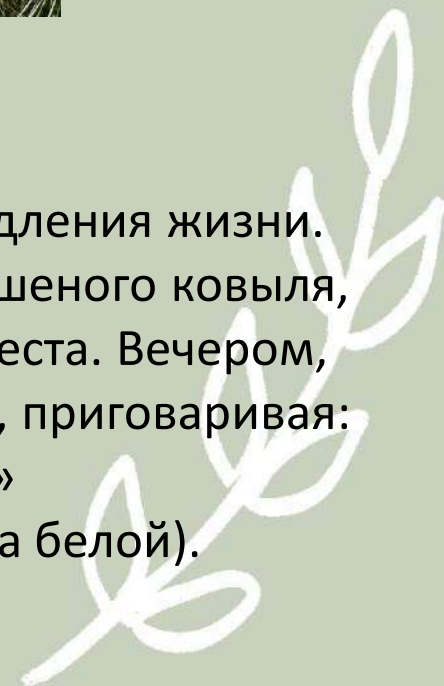 дления жизни.
шеного ковыля,
еста. Вечером,
, приговаривая:
»
а белой).